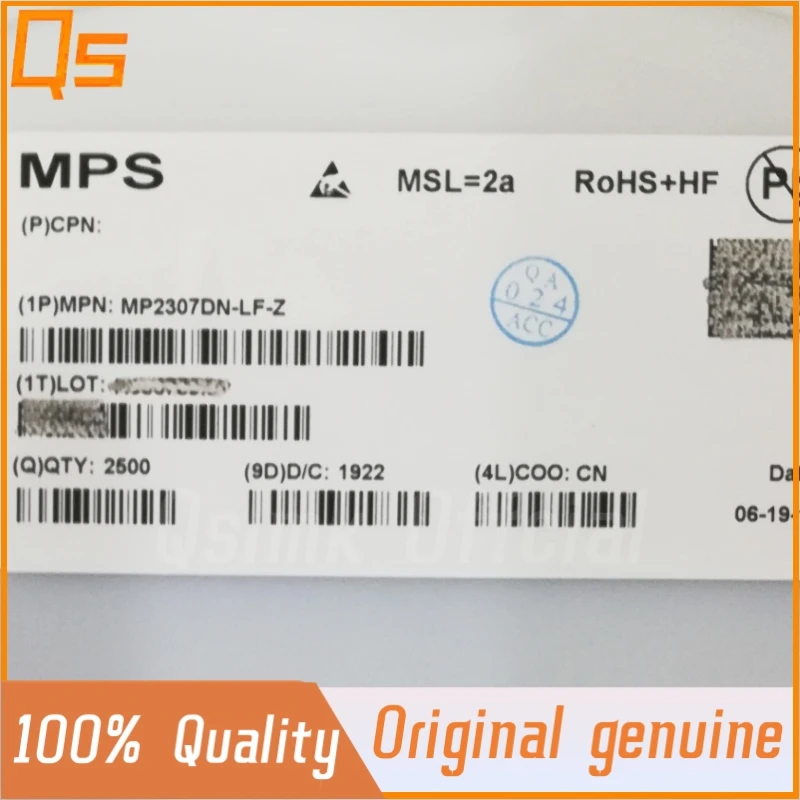 QS
MPS
MSL=2a
RoHS+HF
(P)CPN:
(1P)MPN: MP2307DN-LF-Z
QA
024
ACC
(1T)LOT:
(Q)QTY: 2500
(9D)D/C: 1922
(4L)COO: CN
06-19-
100% Quality
Original genuine